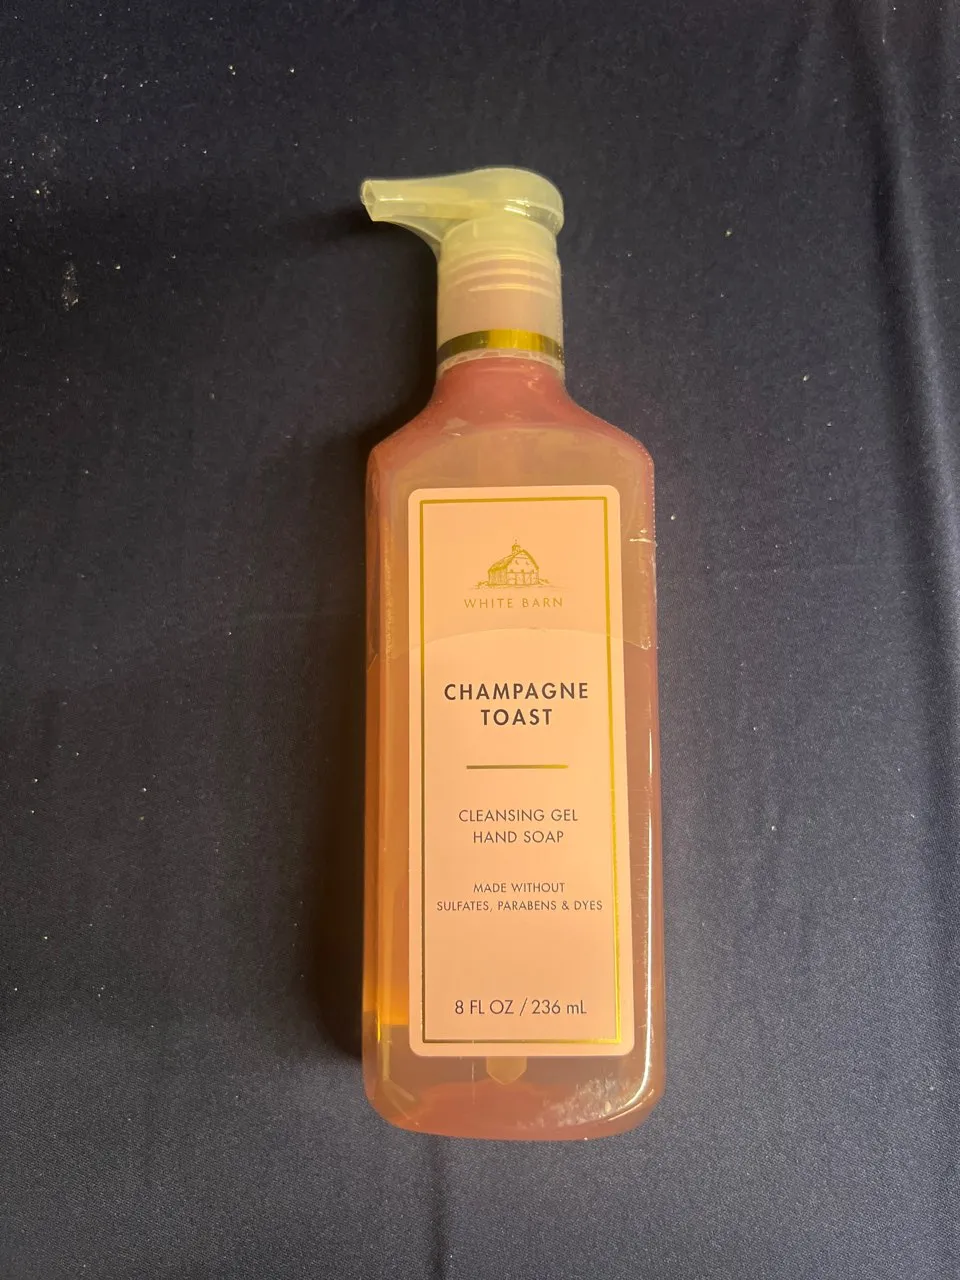 WHITE BARN
CHAMPAGNE
TOAST
CLEANSING GEL
HAND SOAP
MADE WITHOUT
SULFATES, PARABENS & DYES
8 FL OZ / 236 mL